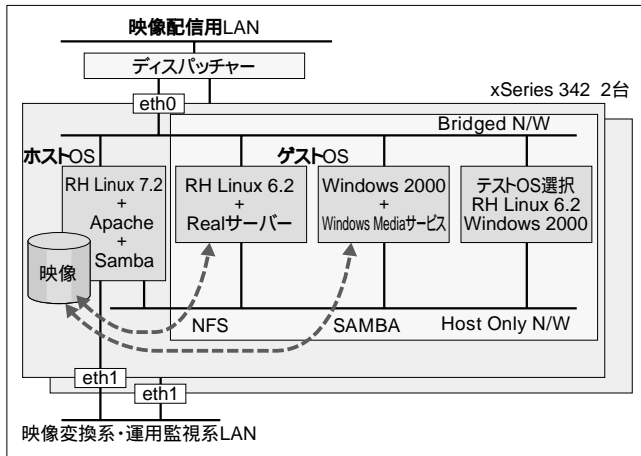 映像配信用LAN
ディスパッチャー
xSeries 342 2台
eth0
Bridged N/W
ホストOS
ゲストOS
RH Linux 7.2
+
Apache
+
Samba
RH Linux 6.2
+
Realサーバー
Windows 2000
+
Windows Mediaサービス
テストOS選択
RH Linux 6.2
Windows 2000
映像
NFS
SAMBA
Host Only N/W
eth1
eth1
映像変換系・運用監視系LAN